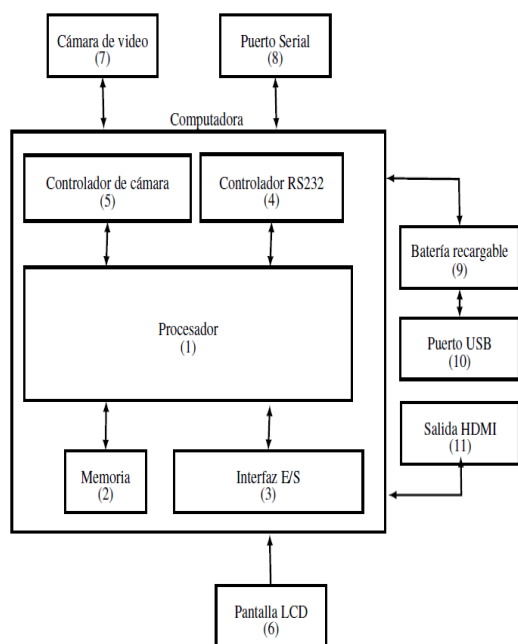 Cámara de video
(7)
Puerto Serial
(8)
Computadora
Controlador de cámara
(5)
Controlador RS232
(4)
Batería recargable
(9)
Procesador
(1)
Puerto USB
(10)
Salida HDMI
(11)
Memoria
(2)
Interfaz E/S
(3)
Pantalla LCD
(6)